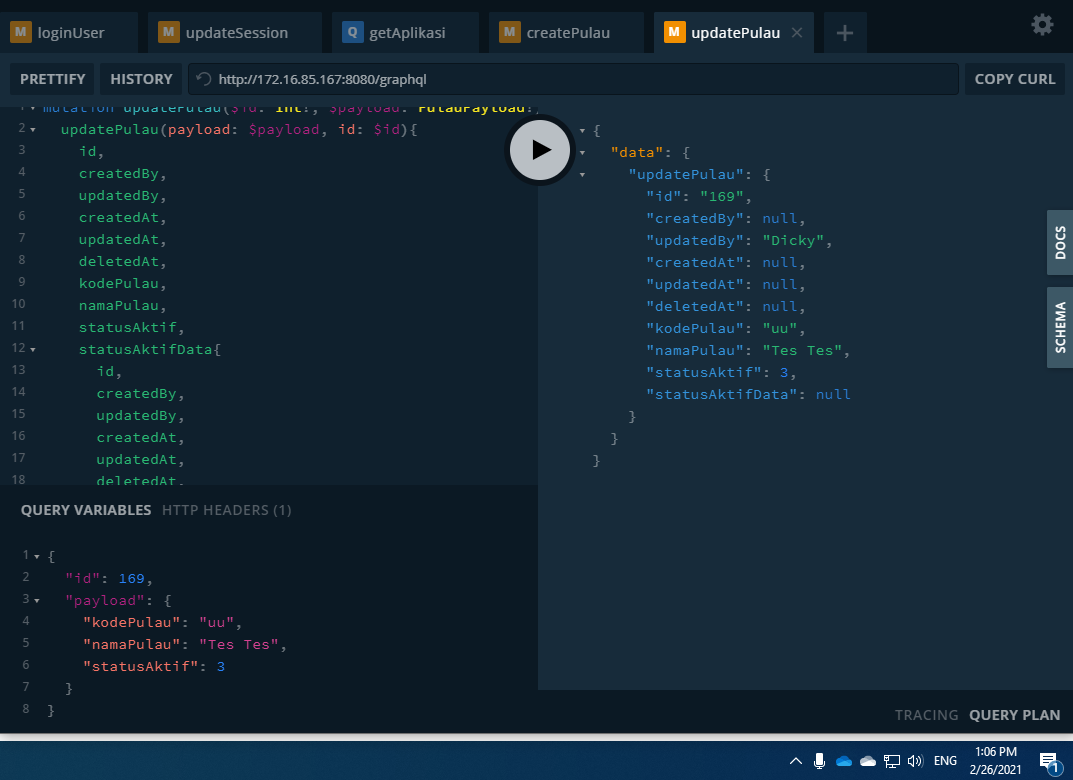 M loginUser
M updateSession
Q getAplikasi
M createPulau
M updatePulau ×
+
PRETTIFY
HISTORY
http://172.16.85.167:8080/graphql
COPY CURL
1 mutation updatePulau($id: Int!, $payload: PulauPayload!
2 updatePulau(payload: $payload, id: $id){
3 id,
4 createdBy,
5 updatedBy,
6 createdAt,
7 updatedAt,
8 deletedAt,
9 kodePulau,
10 namaPulau,
11 statusAktif,
12 statusAktifData{
13 id,
14 createdBy,
15 updatedBy,
16 createdAt,
17 updatedAt,
18 deletedAt,
{
"data": {
"updatePulau": {
"id": "169",
"createdBy": null,
"updatedBy": "Dicky",
"createdAt": null,
"updatedAt": null,
"deletedAt": null,
"kodePulau": "uu",
"namaPulau": "Tes Tes",
"statusAktif": 3,
"statusAktifData": null
}
}
}
DOCS
SCHEMA
QUERY VARIABLES HTTP HEADERS (1)
1 {
2 "id": 169,
3 "payload": {
4 "kodePulau": "uu",
5 "namaPulau": "Tes Tes",
6 "statusAktif": 3
7 }
8 }
TRACING QUERY PLAN
ENG
1:06 PM
2/26/2021
1